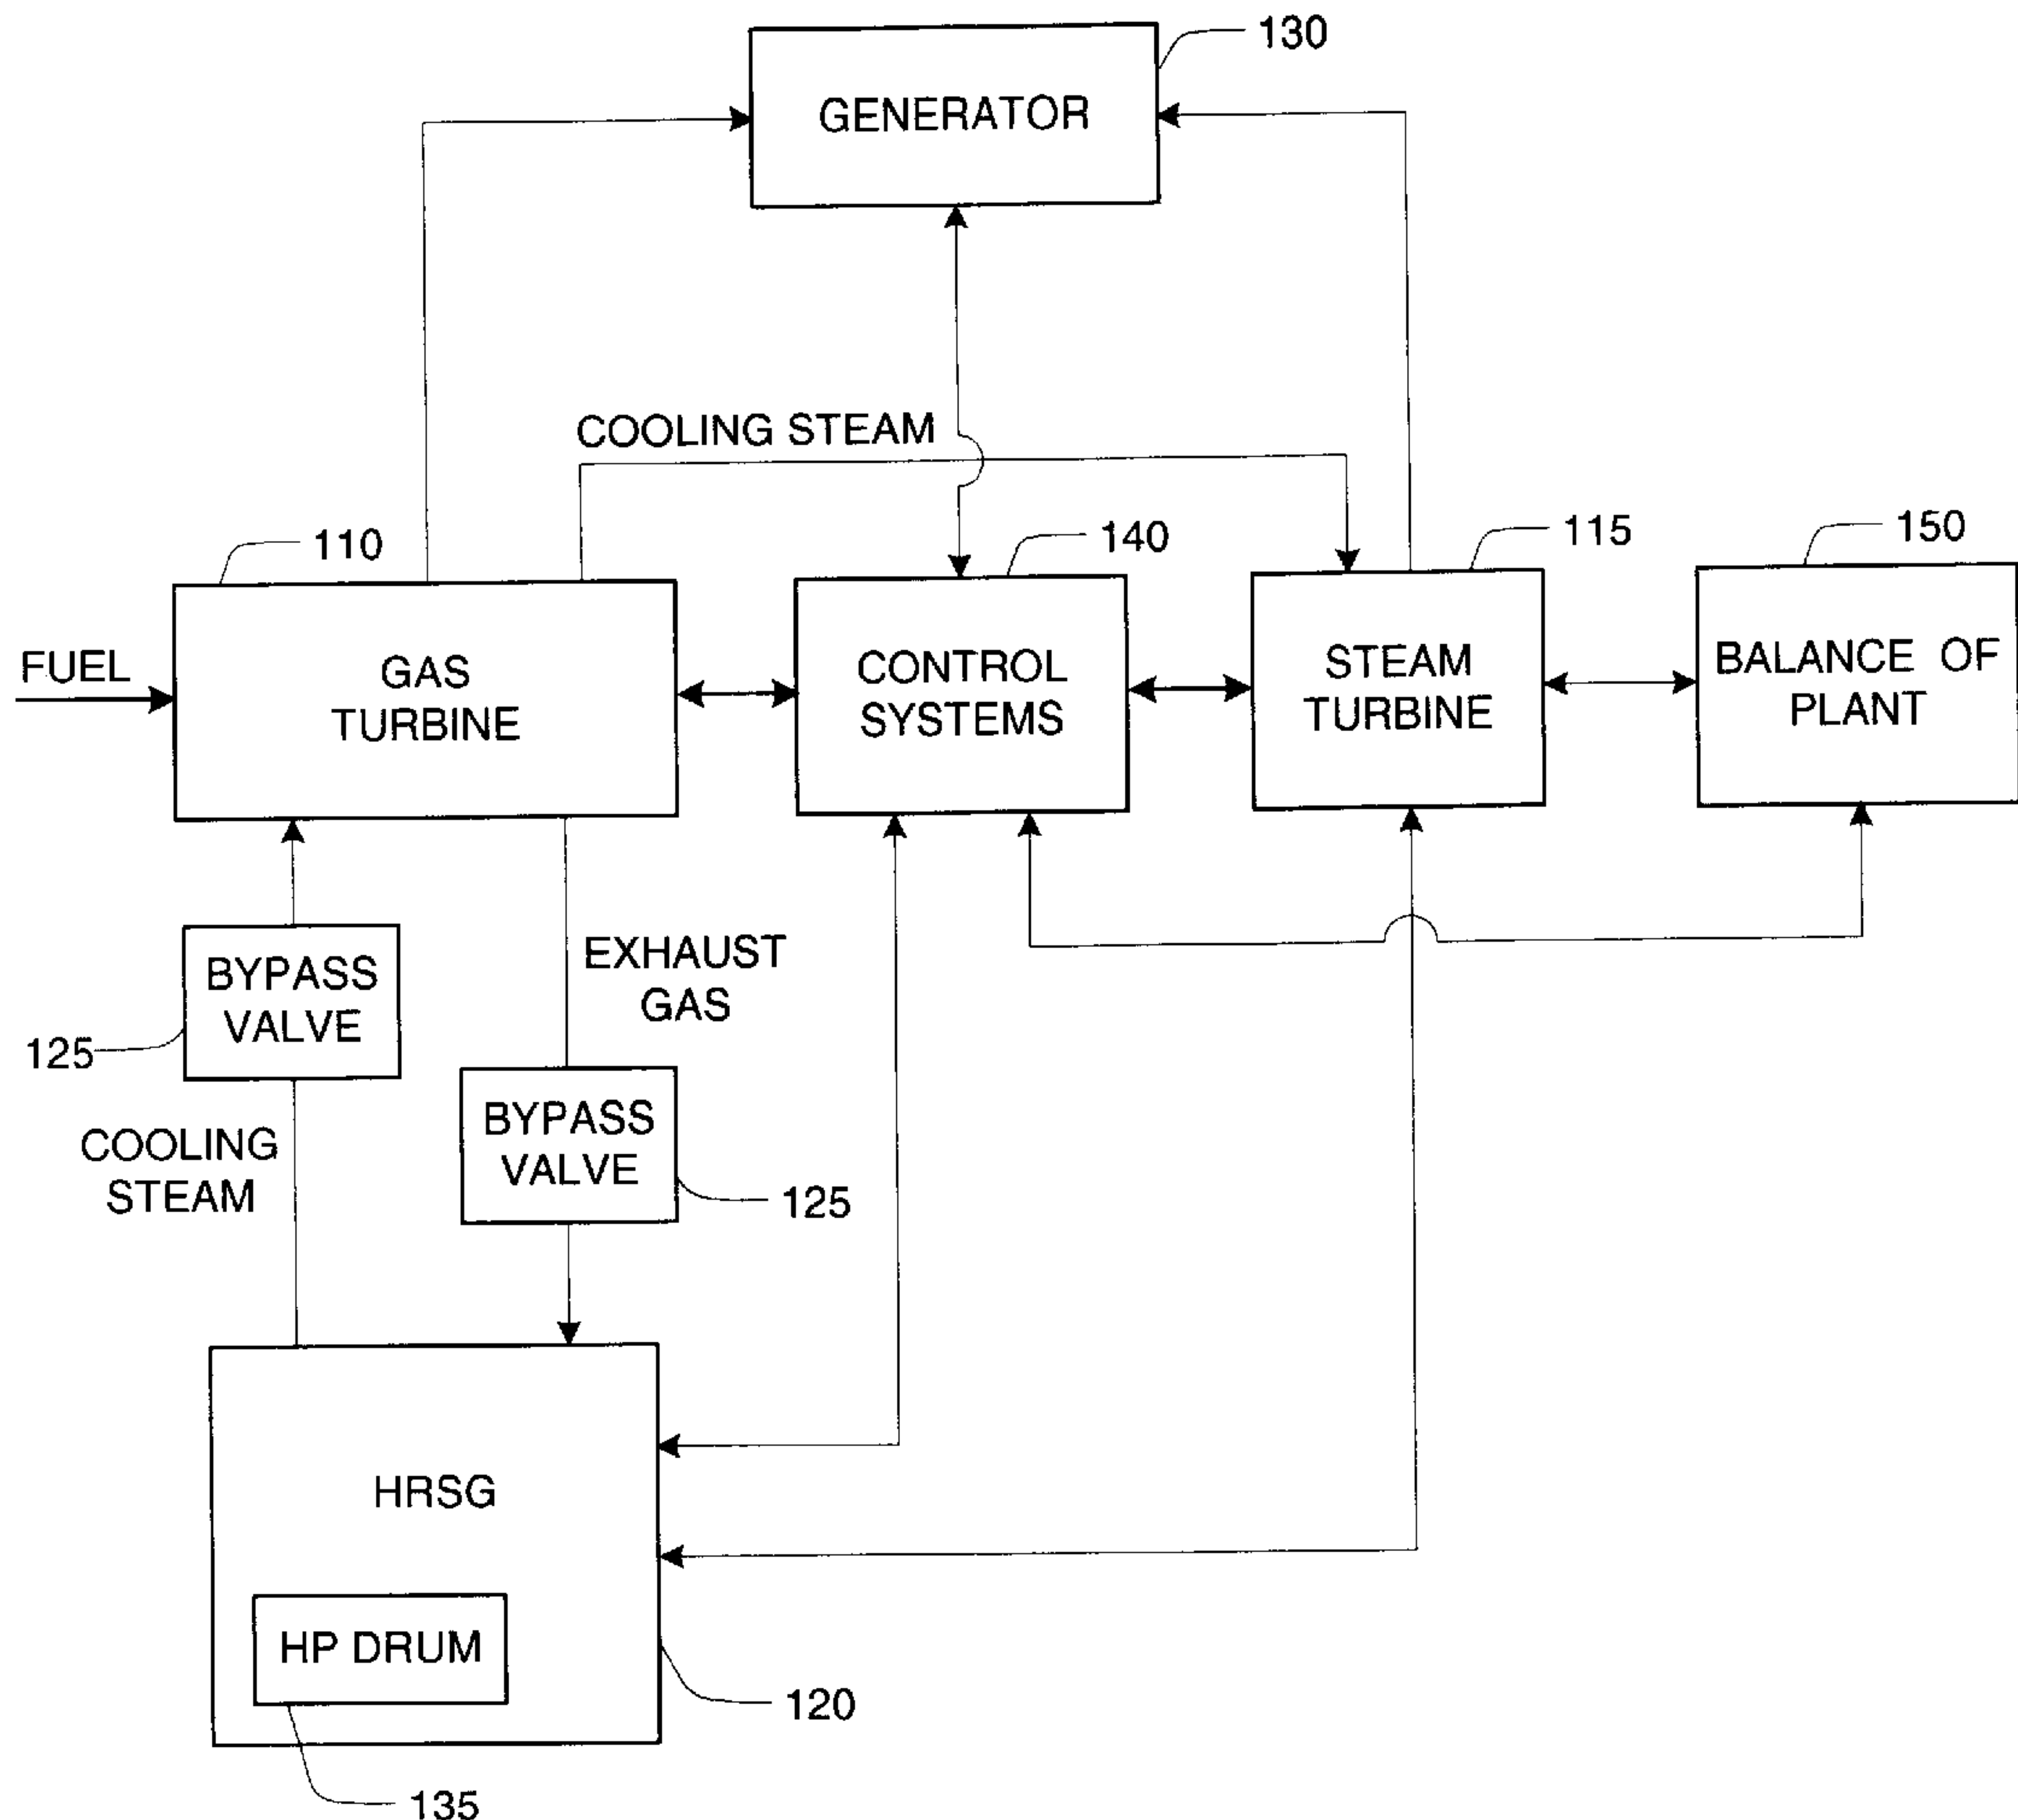 130
GENERATOR
COOLING STEAM
110
140
115
150
FUEL
GAS
TURBINE
CONTROL
SYSTEMS
STEAM
TURBINE
BALANCE OF
PLANT
BYPASS
VALVE
125
EXHAUST
GAS
BYPASS
VALVE
125
COOLING
STEAM
HRSG
HP DRUM
120
135